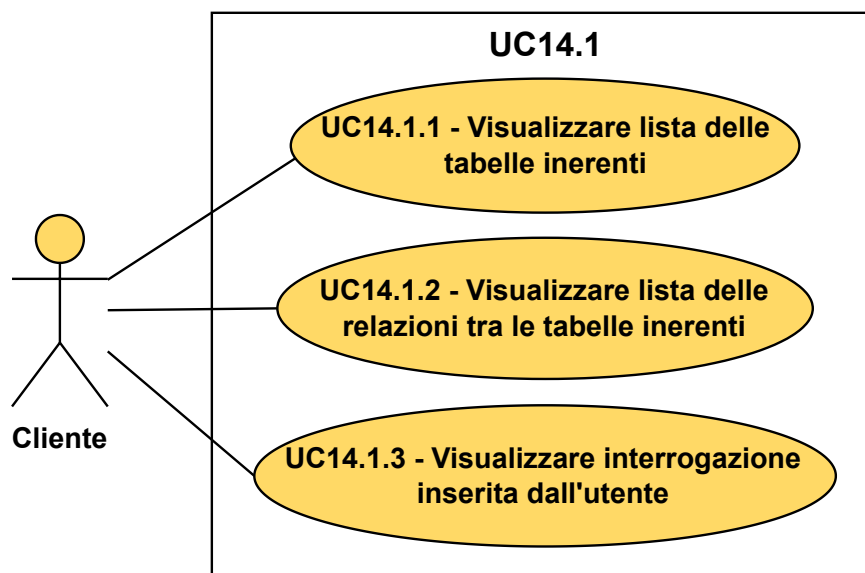 UC14.1
UC14.1.1 - Visualizzare lista delle
tabelle inerenti
UC14.1.2 - Visualizzare lista delle
relazioni tra le tabelle inerenti
Cliente
UC14.1.3 - Visualizzare interrogazione
inserita dall'utente